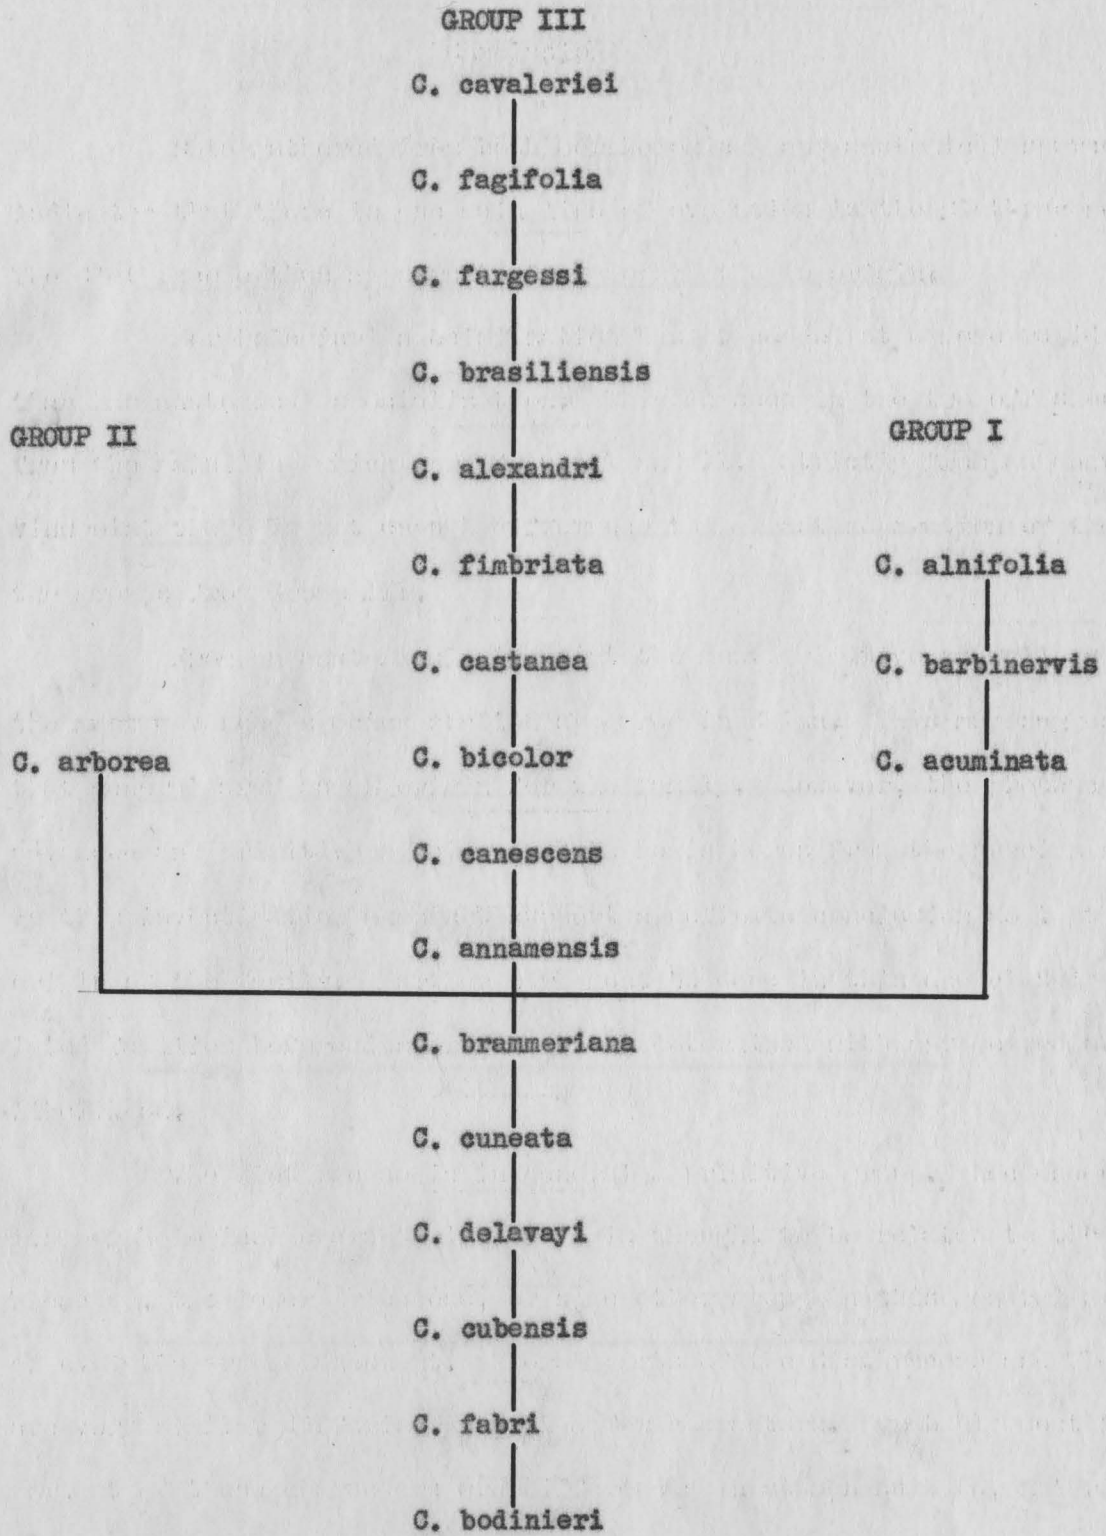 GROUP III
C. cavaleriei
C. fagifolia
C. fargessi
C. brasiliensis
GROUP II
GROUP I
C. alexandri
C. fimbriata
C. alnifolia
C. castanea
C. barbinervis
C. arborea
C. bicolor
C. acuminata
C. canescens
C. annamensis
C. brammeriana
C. cuneata
C. delavayi
C. cubensis
C. fabri
C. bodinieri